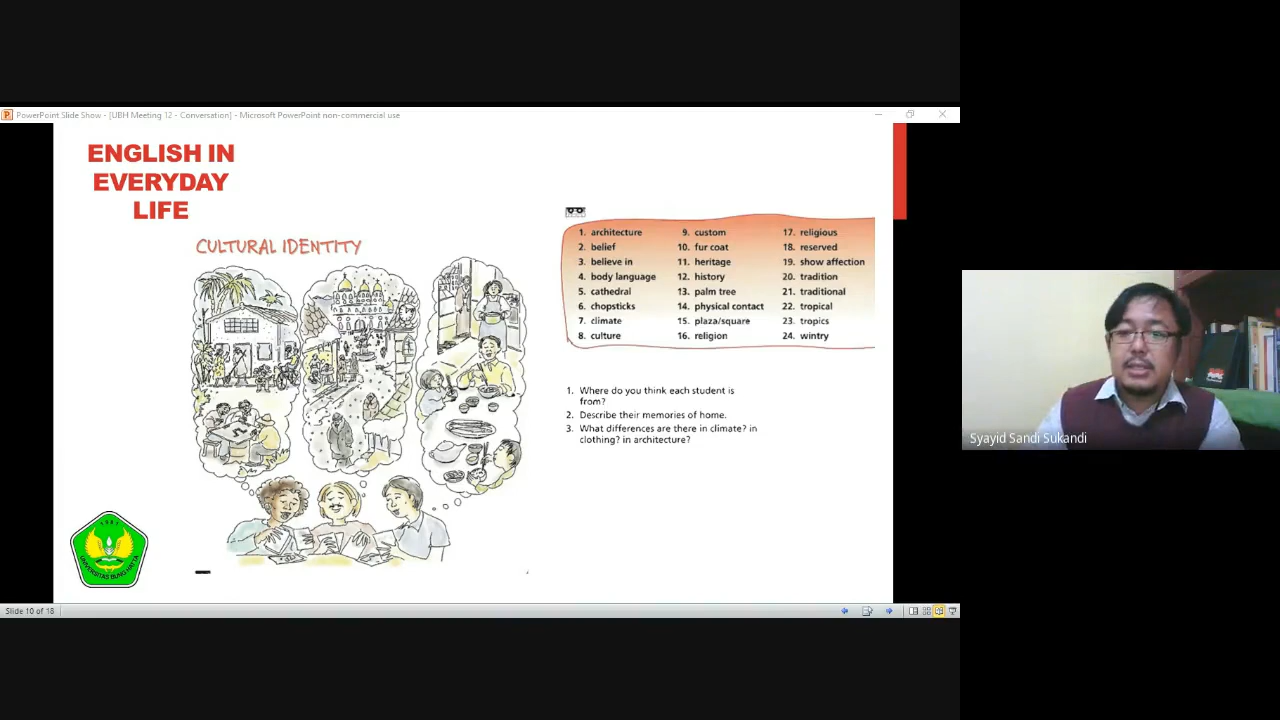 PowerPoint Slide Show - [UBH Meeting 12 - Conversation] - Microsoft PowerPoint non-commercial use
ENGLISH IN
EVERYDAY
LIFE
CULTURAL IDENTITY
1. architecture
2. belief
3. believe in
4. body language
5. cathedral
6. chopsticks
7. climate
8. culture
9. custom
10. fur coat
11. heritage
12. history
13. palm tree
14. physical contact
15. plaza/square
16. religion
17. religious
18. reserved
19. show affection
20. tradition
21. traditional
22. tropical
23. tropics
24. wintry
1. Where do you think each student is
from?
2. Describe their memories of home.
3. What differences are there in climate? in
clothing? in architecture?
1981
UNIVERSITAS BUNG HATTA
Slide 10 of 18
Syayid Sandi Sukandi